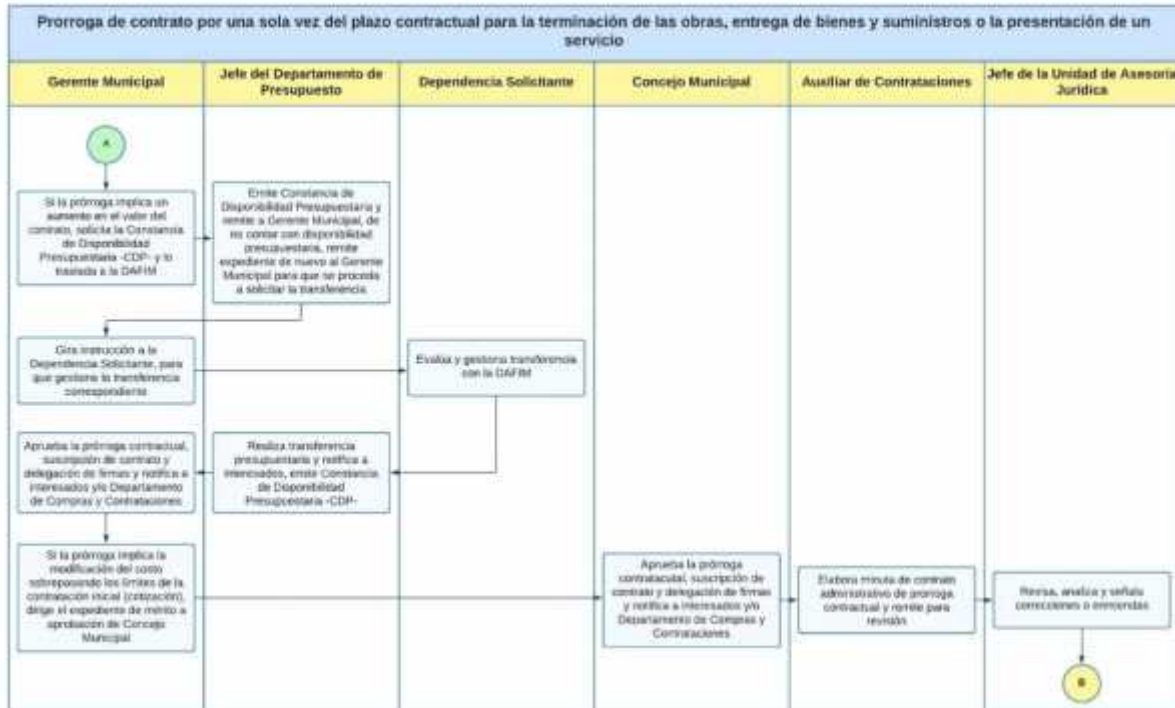 Prorroga de contrato por una sola vez del plazo contractual para la terminación de las obras, entrega de bienes y suministros o la presentación de un
servicio
Gerente Municipal
Jefe del Departamento de
Presupuesto
Dependencia Solicitante
Concejo Municipal
Auxiliar de Contrataciones
Jefe de la Unidad de Asesoría
Jurídica
A
Si la prórroga implica un
aumento en el valor del
contrato, solicita la Constancia
de Disponibilidad
Presupuestaria -CDP- y lo
traslada a la DAFIM
Emite Constancia de
Disponibilidad Presupuestaria y
remite a Gerente Municipal, de
no contar con disponibilidad
presupuestaria, remite
expediente de nuevo al Gerente
Municipal para que se proceda
a solicitar la transferencia
Gira instrucción a la
Dependencia Solicitante, para
que gestione la transferencia
correspondiente
Evalúa y gestiona transferencia
con la DAFIM
Aprueba la prórroga contractual,
suscripción de contrato y
delegación de firmas y notifica a
interesados y/o Departamento
de Compras y Contrataciones
Realiza transferencia
presupuestaria y notifica a
interesados, emite Constancia
de Disponibilidad
Presupuestaria -CDP-
Si la prórroga implica la
modificación del costo
sobrepasando los límites de la
contratación inicial (cotización),
dirige el expediente de mérito a
aprobación de Concejo
Municipal
Aprueba la prórroga
contratacutal, suscripción de
contrato y delegación de firmas
y notifica a interesados y/o
Departamento de Compras y
Contrataciones
Elabora minuta de contrato
administrativo de prorroga
contractual y remite para
revisión
Revisa, analiza y señala
correcciones o enmiendas
B